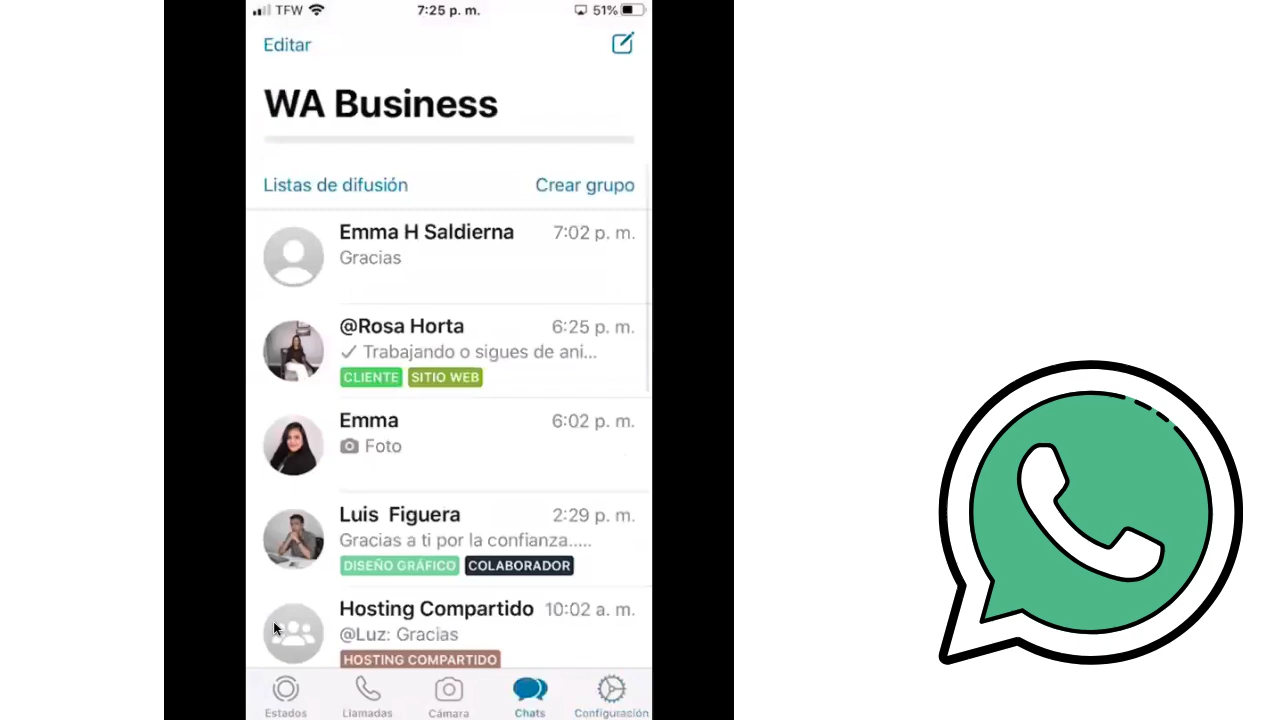 TFW 7:25 p. m. 51%
Editar
WA Business
Listas de difusión Crear grupo
Emma H Saldierna 7:02 p. m.
Gracias
@Rosa Horta 6:25 p. m.
Trabajando o sigues de ani...
CLIENTE SITIO WEB
Emma 6:02 p. m.
Foto
Luis Figuera 2:29 p. m.
Gracias a ti por la confianza.....
DISEÑO GRÁFICO COLABORADOR
Hosting Compartido 10:02 a. m.
@Luz: Gracias
HOSTING COMPARTIDO
Estados Llamadas Cámara Chats Configuración